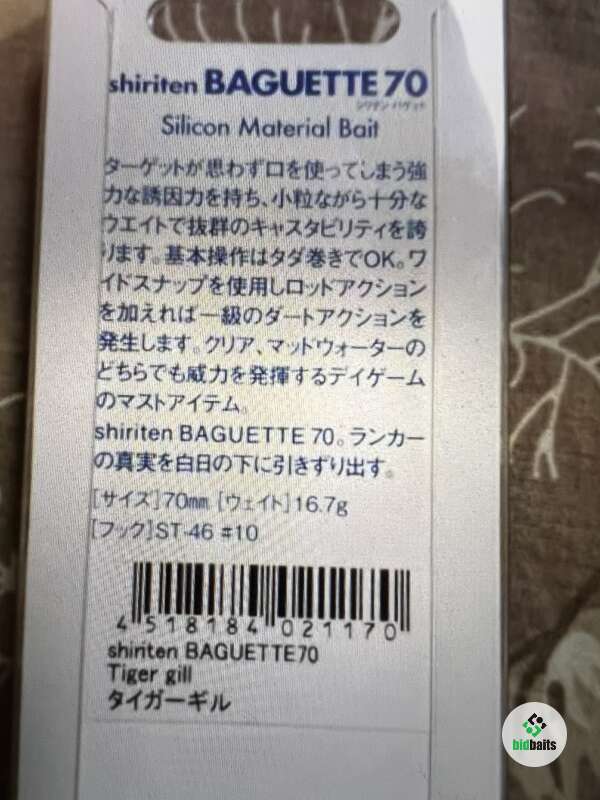 shiriten BAGUETTE 70
シリテン バゲット
Silicon Material Bait
ターゲットが思わず口を使ってしまう強
力な誘因力を持ち、小粒ながら十分な
ウエイトで抜群のキャスタビリティを誇
ります。基本操作はタダ巻きでOK。ワ
イドスナップを使用しロッドアクション
を加えれば一級のダートアクションを
発生します。クリア、マッドウォーターの
どちらでも威力を発揮するデイゲーム
のマストアイテム。
shiriten BAGUETTE 70。ランカー
の真実を白日の下に引きずり出す。
[サイズ]70mm [ウェイト]16.7g
[フック]ST-46 #10
4 518184 021170
shiriten BAGUETTE70
Tiger gill
タイガーギル
bidbaits